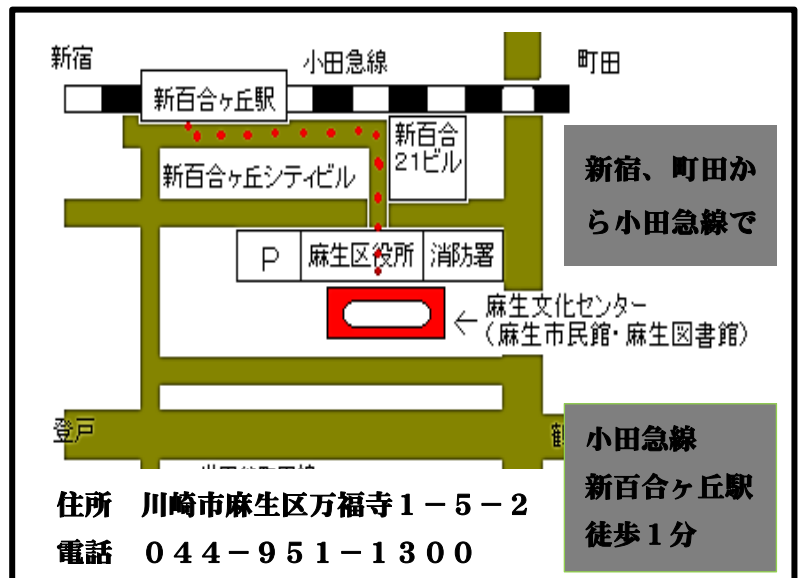 新宿
小田急線
町田
新百合ヶ丘駅
新百合
21ビル
新百合ヶ丘シティビル
新宿、町田か
ら小田急線で
P
麻生区役所
消防署
←
麻生文化センター
(麻生市民館・麻生図書館)
登戸
小田急線
新百合ヶ丘駅
徒歩１分
住所 川崎市麻生区万福寺１－５－２
電話 ０４４－９５１－１３００